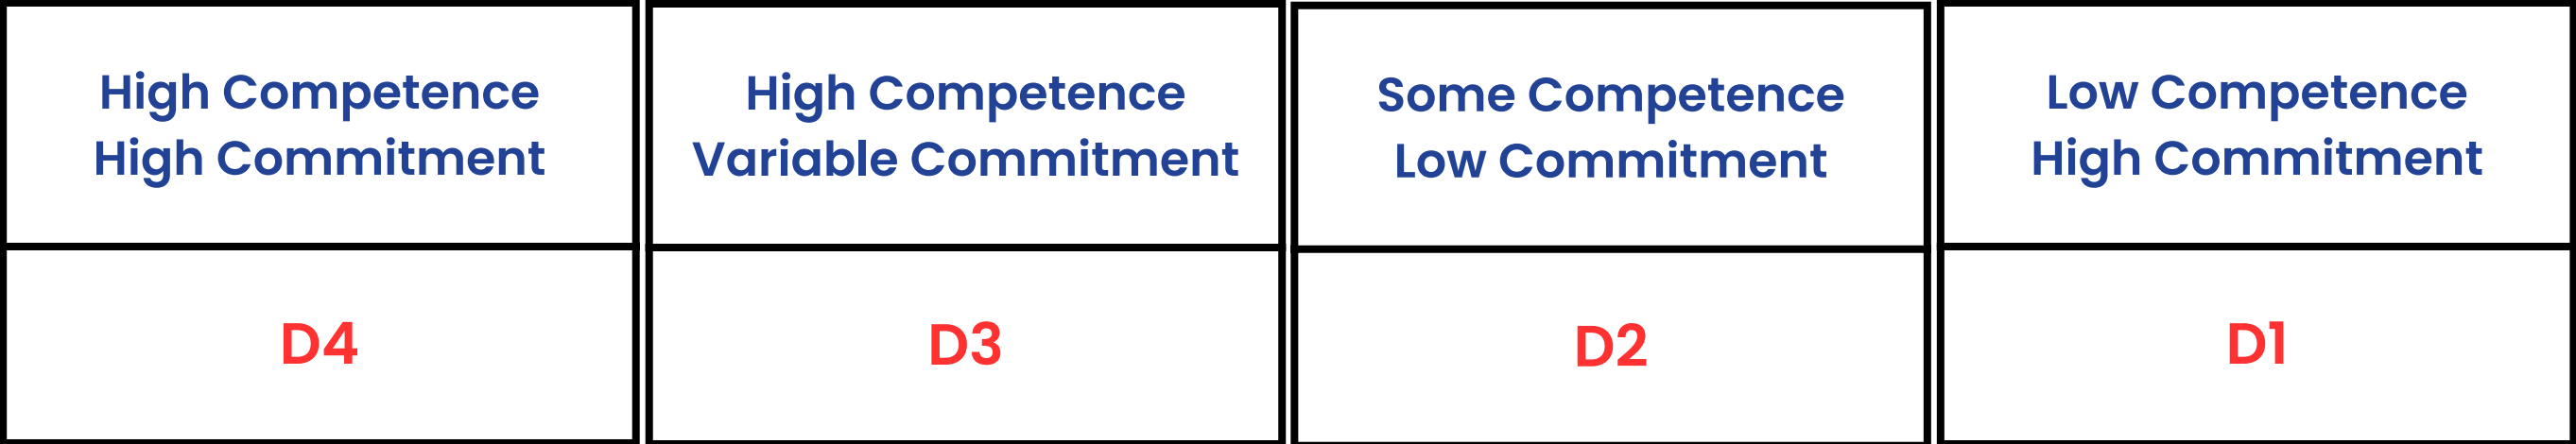 High Competence
High Commitment
High Competence
Variable Commitment
Some Competence
Low Commitment
Low Competence
High Commitment
D4
D3
D2
D1